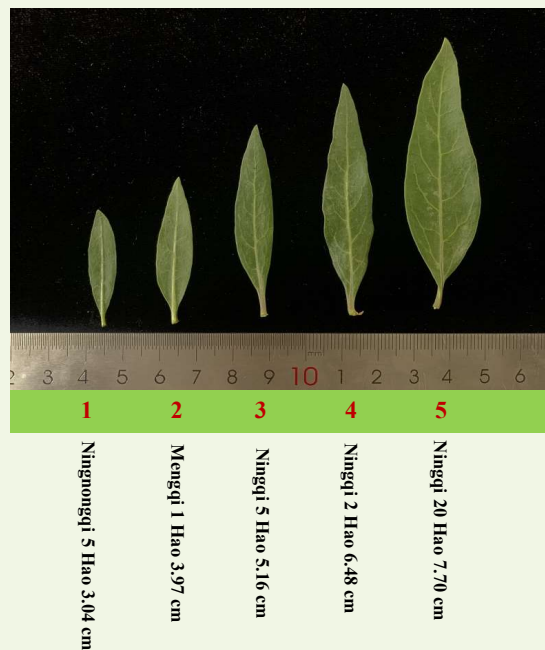 2 3 4 5 6 7 8 9 10 1 2 3 4 5 6
1 2 3 4 5
Ningnongqi 5 Hao 3.04 cm
Mengqi 1 Hao 3.97 cm
Ningqi 5 Hao 5.16 cm
Ningqi 2 Hao 6.48 cm
Ningqi 20 Hao 7.70 cm